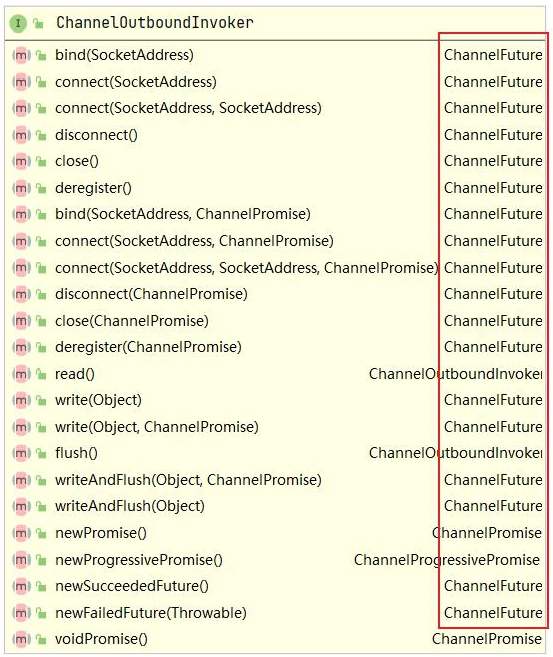 I ChannelOutboundInvoker
m bind(SocketAddress) ChannelFuture
m connect(SocketAddress) ChannelFuture
m connect(SocketAddress, SocketAddress) ChannelFuture
m disconnect() ChannelFuture
m close() ChannelFuture
m deregister() ChannelFuture
m bind(SocketAddress, ChannelPromise) ChannelFuture
m connect(SocketAddress, ChannelPromise) ChannelFuture
m connect(SocketAddress, SocketAddress, ChannelPromise) ChannelFuture
m disconnect(ChannelPromise) ChannelFuture
m close(ChannelPromise) ChannelFuture
m deregister(ChannelPromise) ChannelFuture
m read() ChannelOutboundInvoker
m write(Object) ChannelFuture
m write(Object, ChannelPromise) ChannelFuture
m flush() ChannelOutboundInvoker
m writeAndFlush(Object, ChannelPromise) ChannelFuture
m writeAndFlush(Object) ChannelFuture
m newPromise() ChannelPromise
m newProgressivePromise() ChannelProgressivePromise
m newSucceededFuture() ChannelFuture
m newFailedFuture(Throwable) ChannelFuture
m voidPromise() ChannelPromise